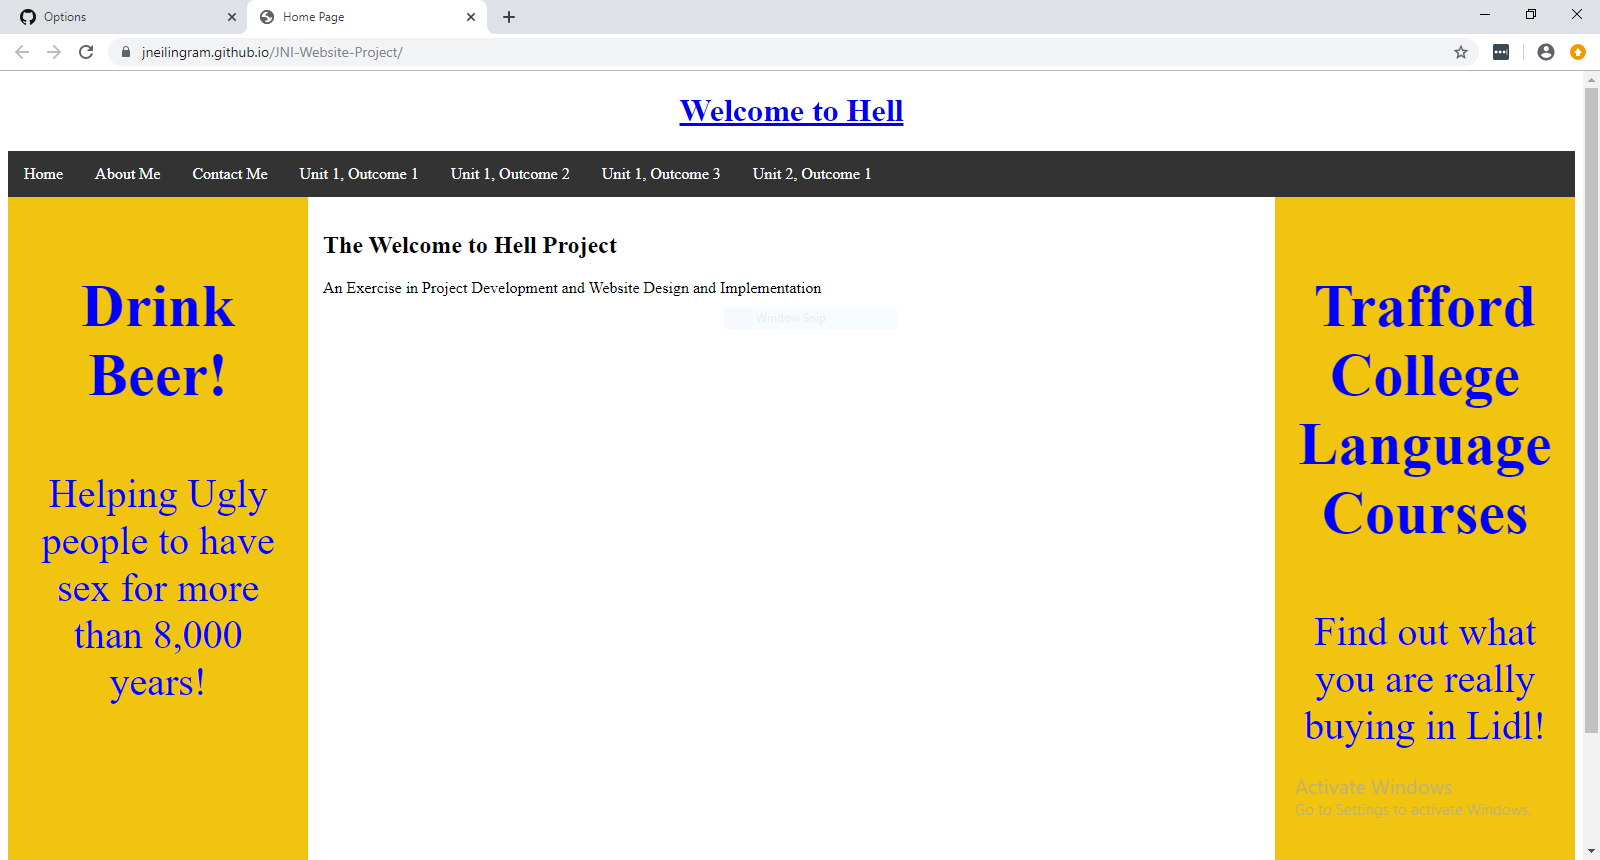 Options
Home Page
jneilingram.github.io/JNI-Website-Project/
Welcome to Hell
Home About Me Contact Me Unit 1, Outcome 1 Unit 1, Outcome 2 Unit 1, Outcome 3 Unit 2, Outcome 1
Drink
Beer!
Helping Ugly
people to have
sex for more
than 8,000
years!
The Welcome to Hell Project
An Exercise in Project Development and Website Design and Implementation
Window Snip
Trafford
College
Language
Courses
Find out what
you are really
buying in Lidl!
Activate Windows
Go to Settings to activate Windows.